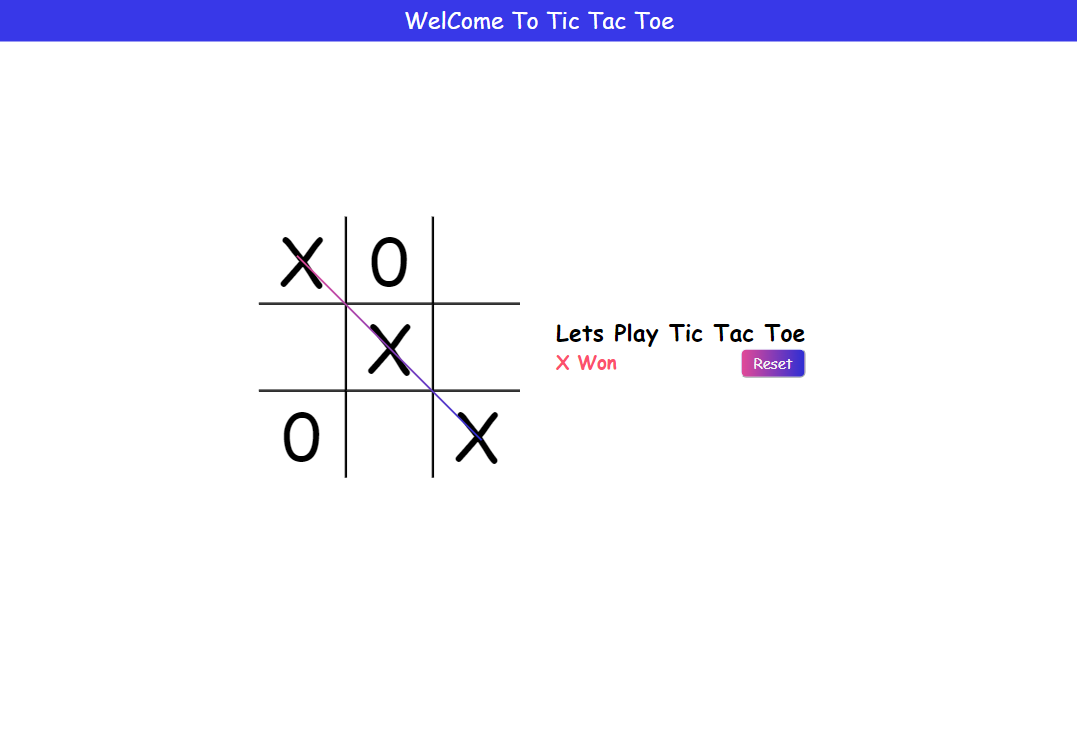 WelCome To Tic Tac Toe
X 0
X
0 X
Lets Play Tic Tac Toe
X Won
Reset